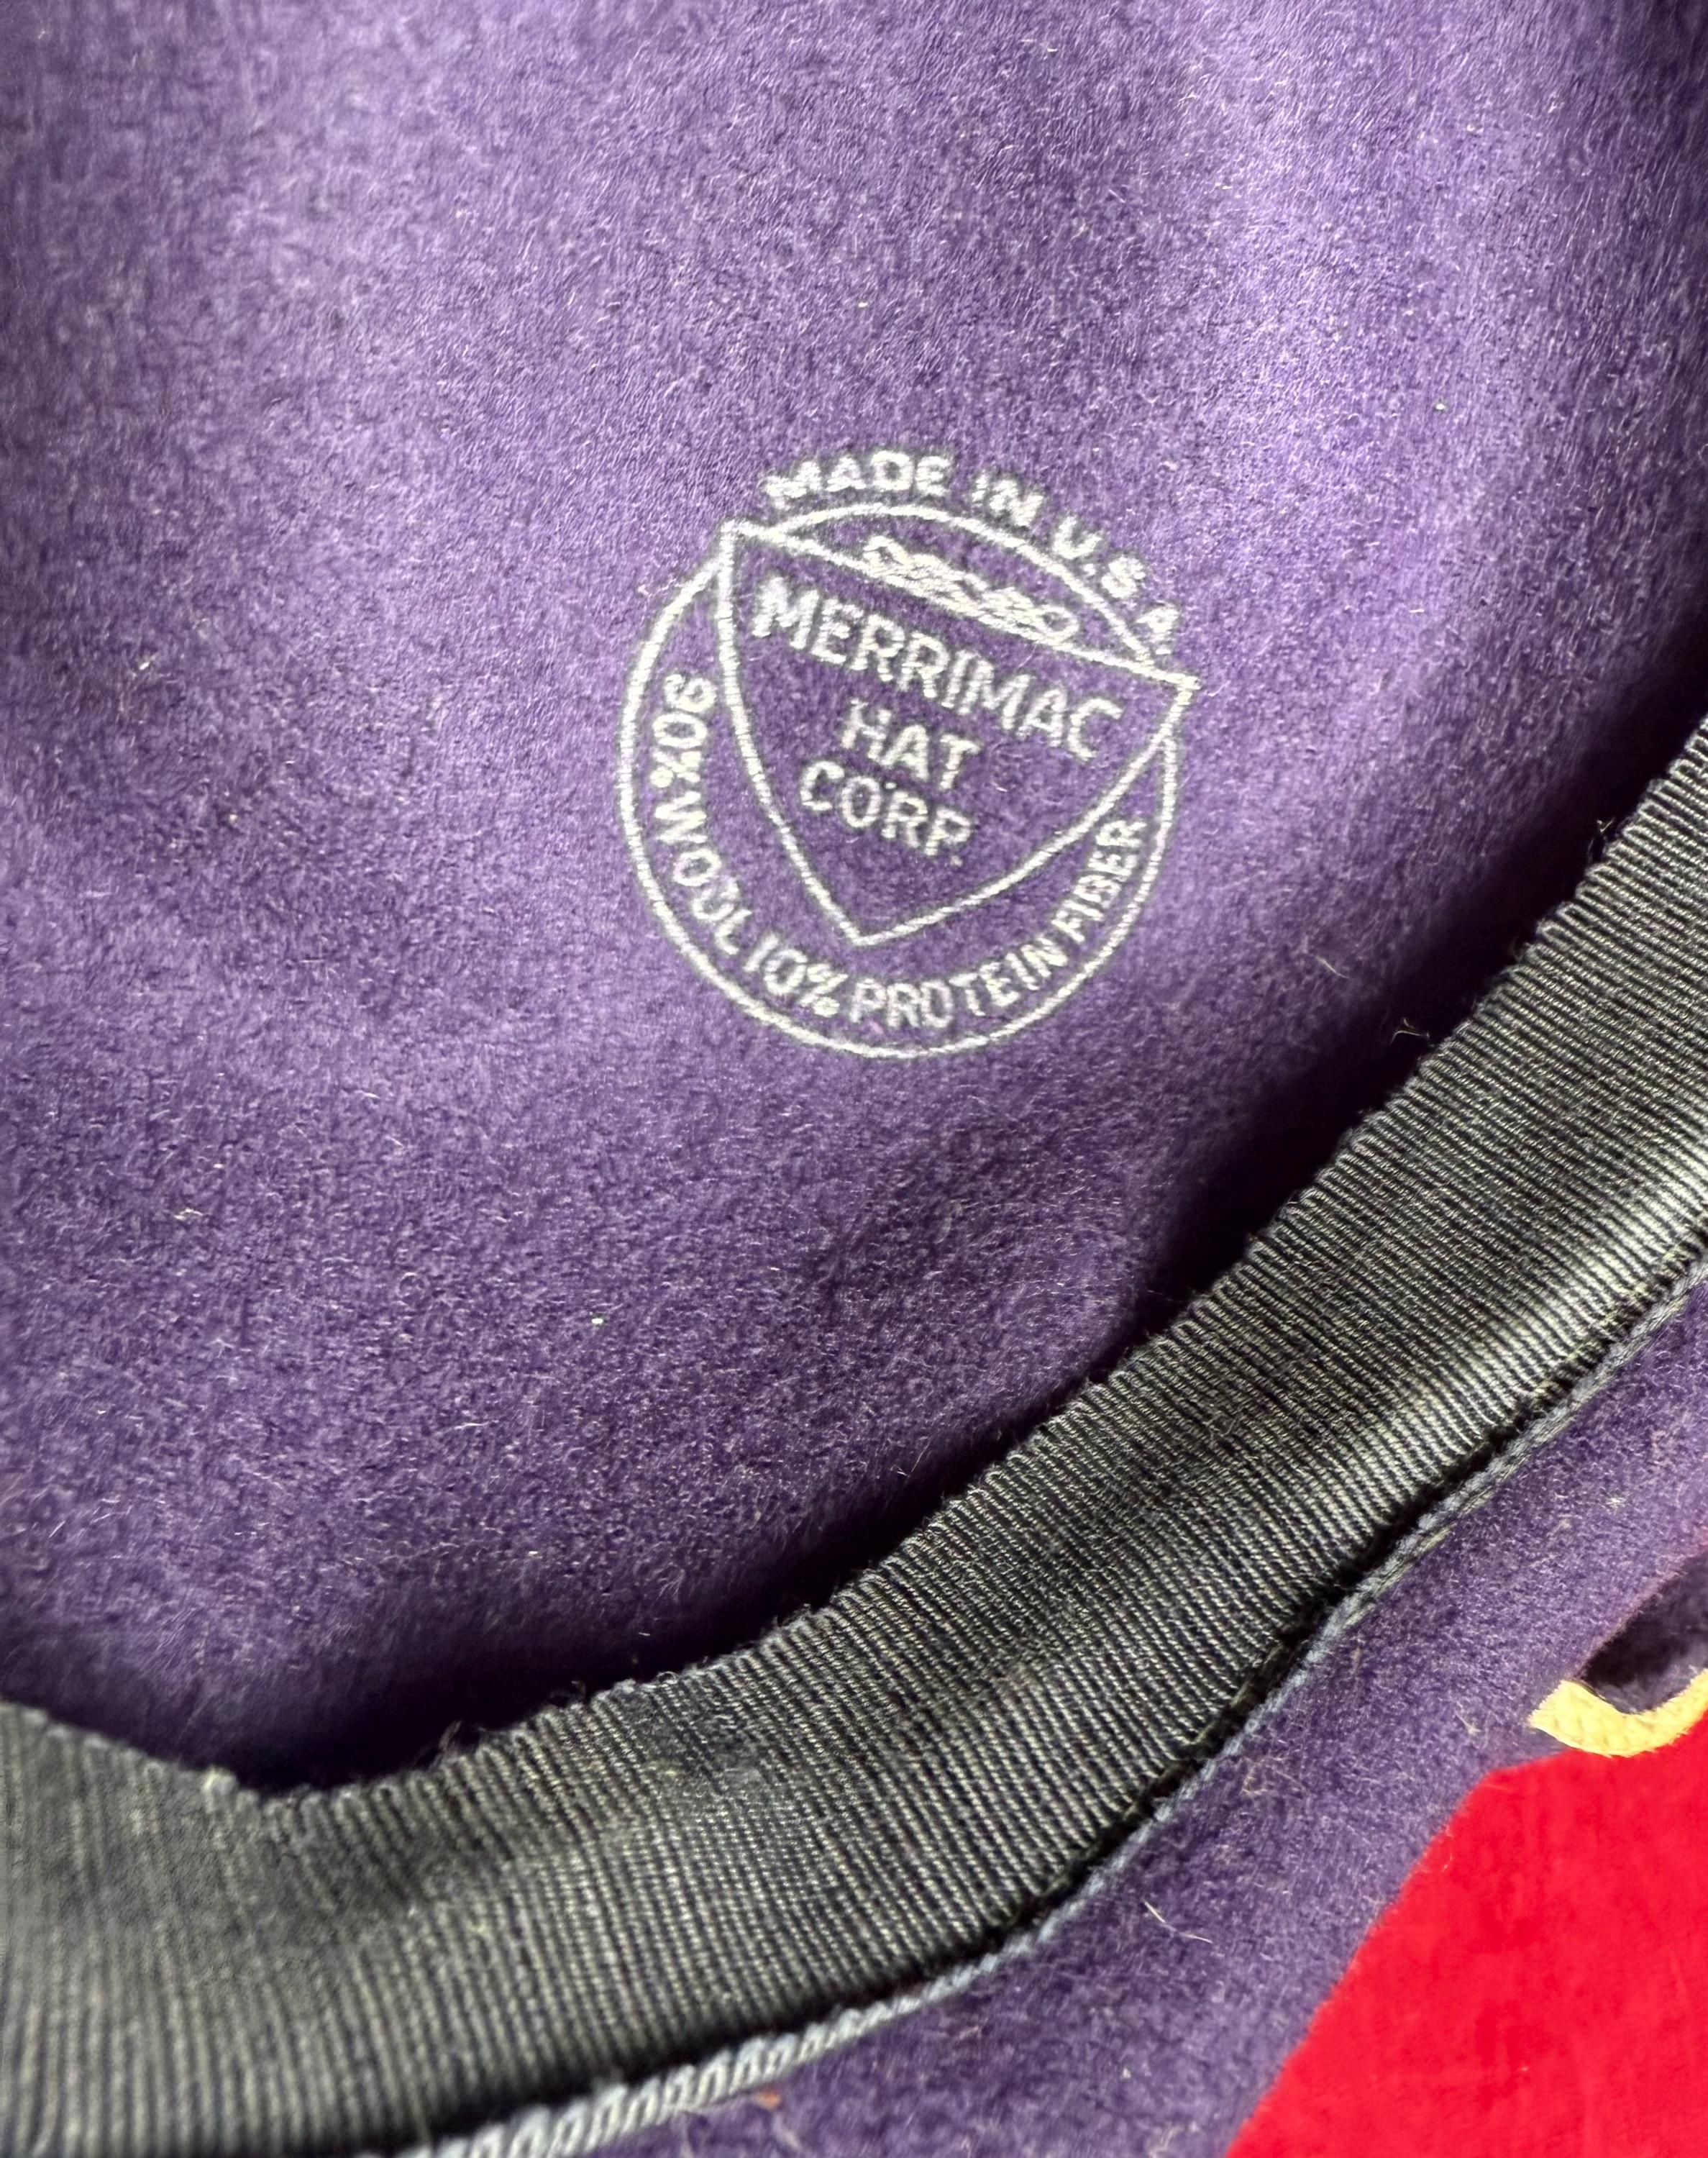 MADE IN U.S.A.
MERRIMAC
HAT
CORP.
90% WOOL 10% PROTEIN FIBER